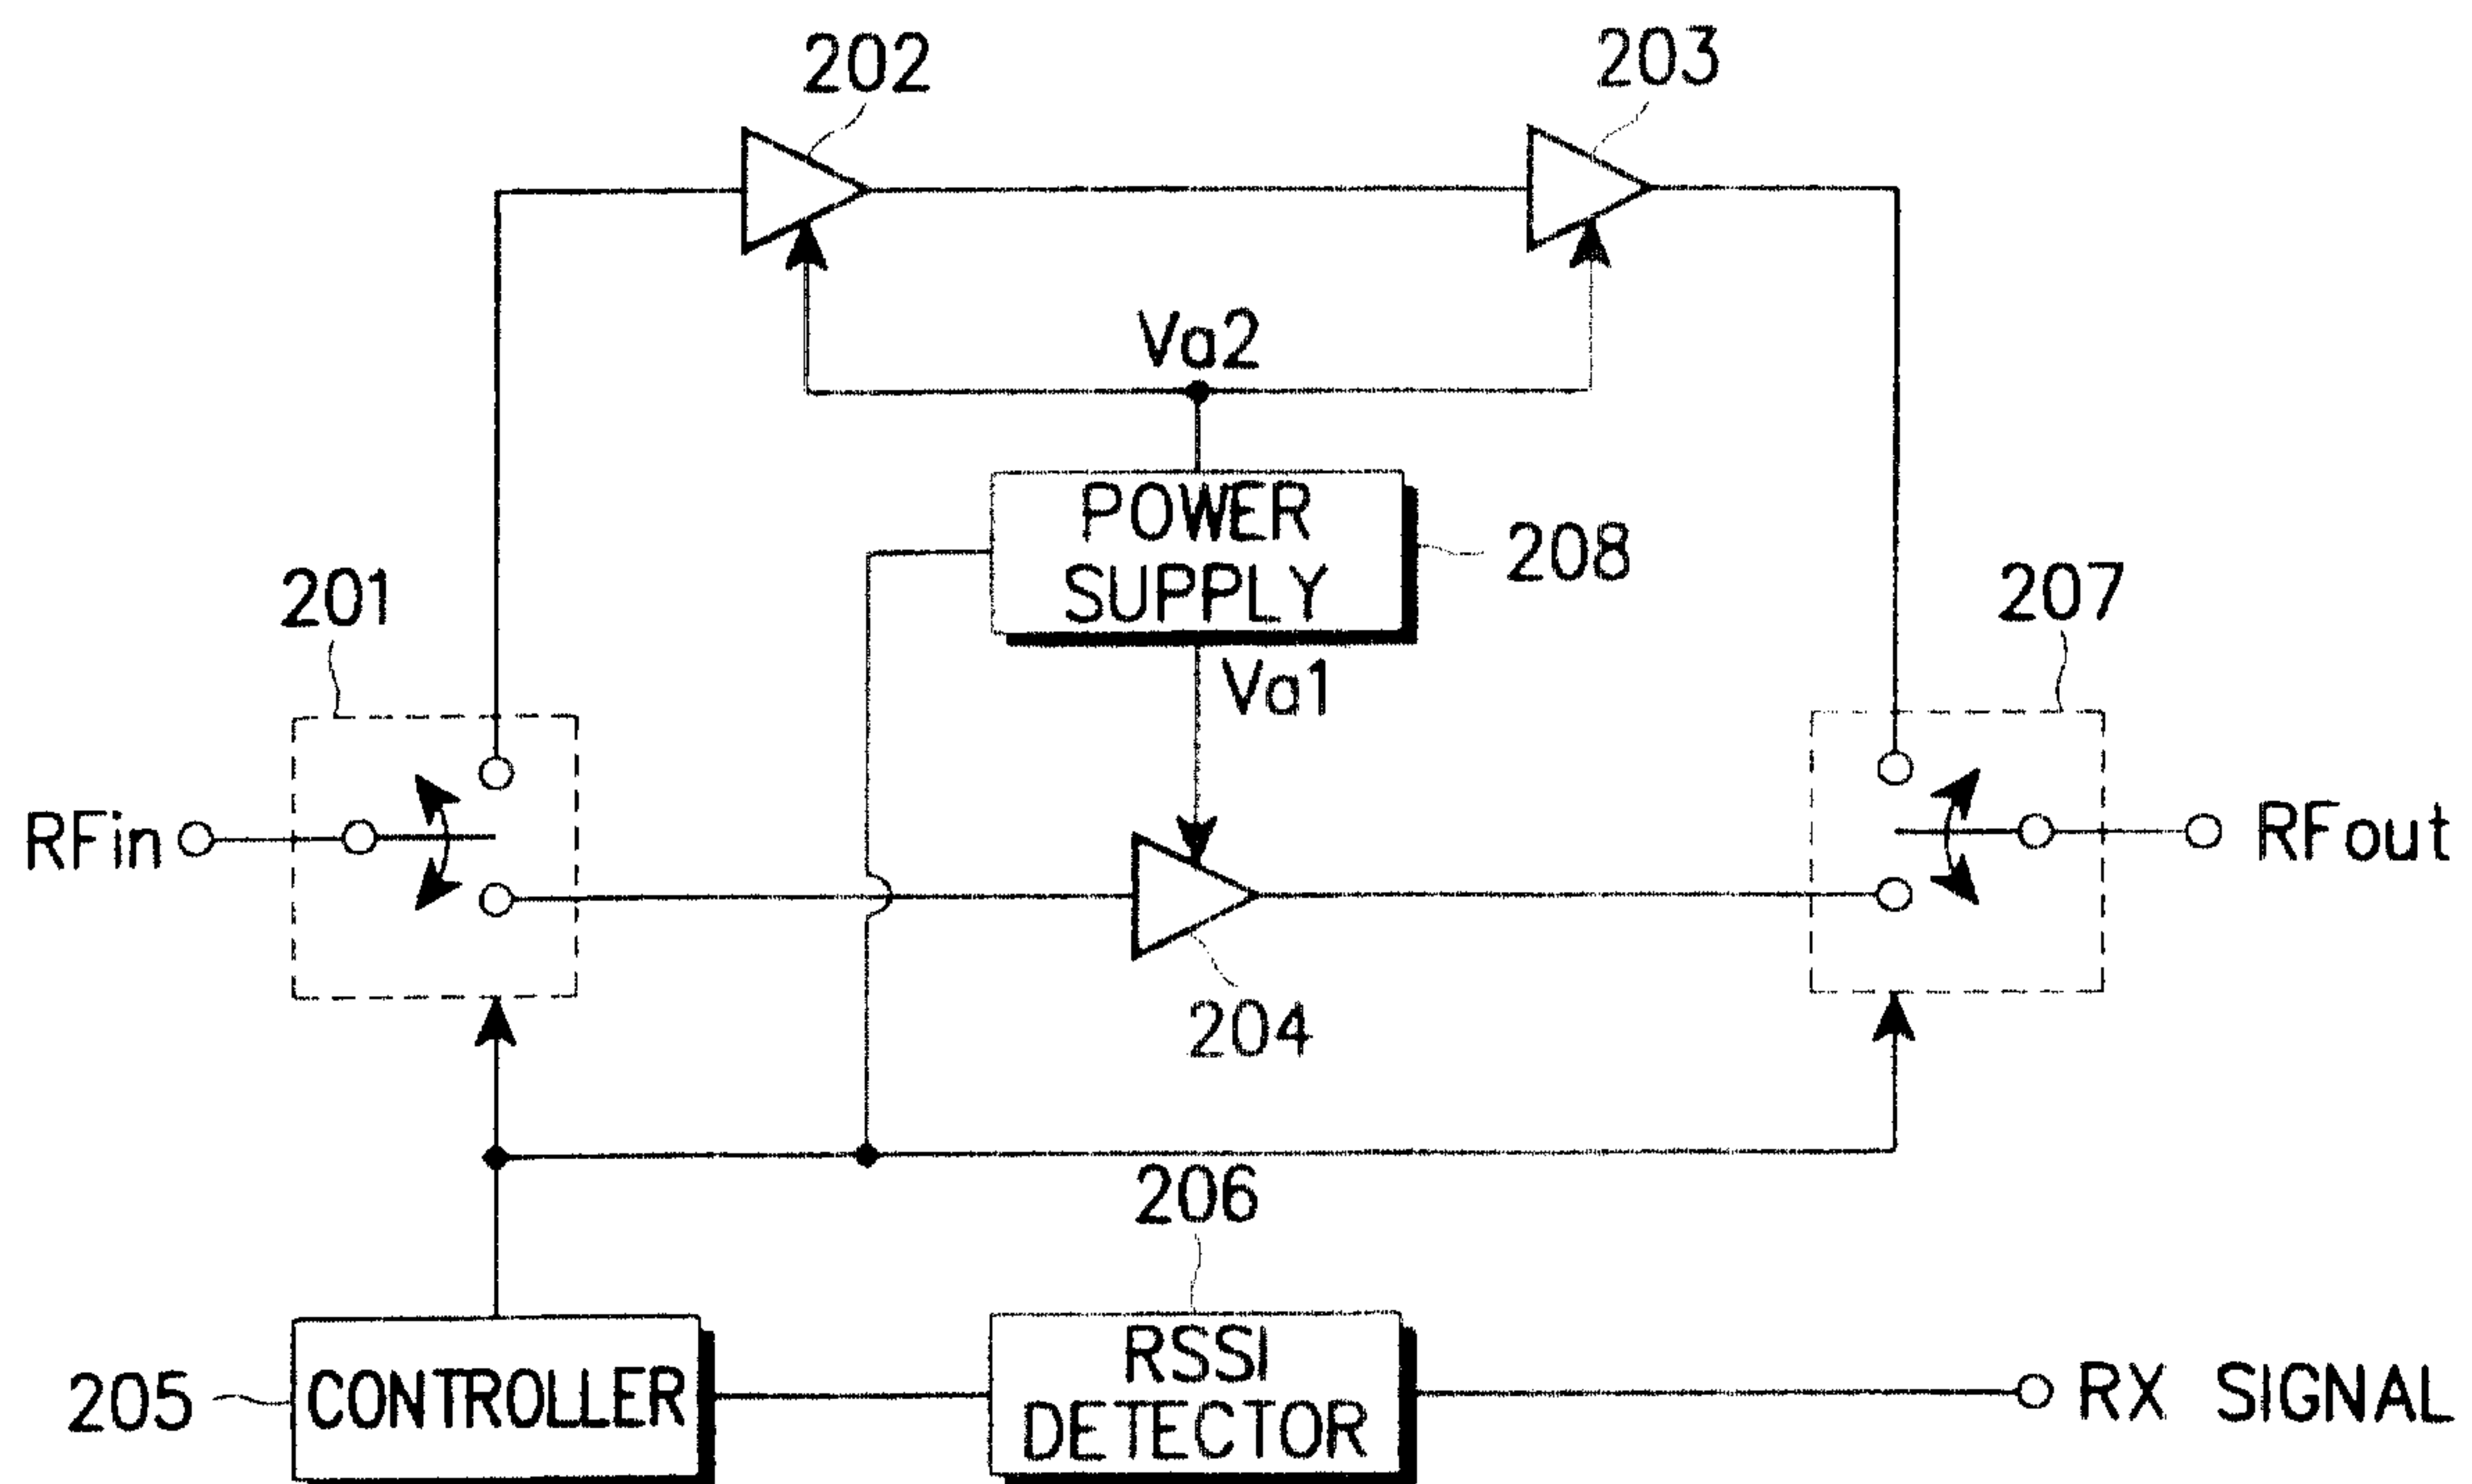 202
203
Va2
POWER
SUPPLY
208
201
207
Va1
RFin
RFout
204
206
205
CONTROLLER
RSSI
DETECTOR
RX SIGNAL